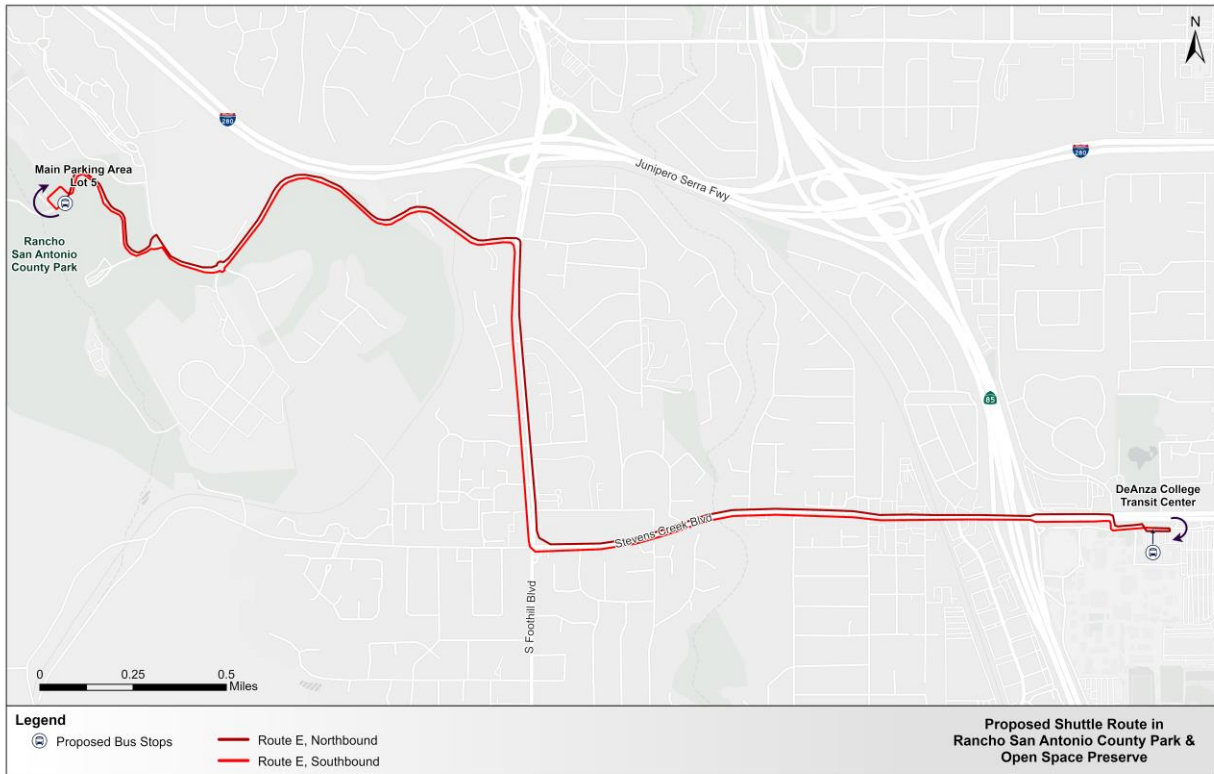 N
280
280
Junipero Serra Fwy
Main Parking Area
Lot 5
Rancho
San Antonio
County Park
85
DeAnza College
Transit Center
Stevens Creek Blvd
S Foothill Blvd
0 0.25 0.5
Miles
Legend
Proposed Bus Stops
Route E, Northbound
Route E, Southbound
Proposed Shuttle Route in
Rancho San Antonio County Park &
Open Space Preserve